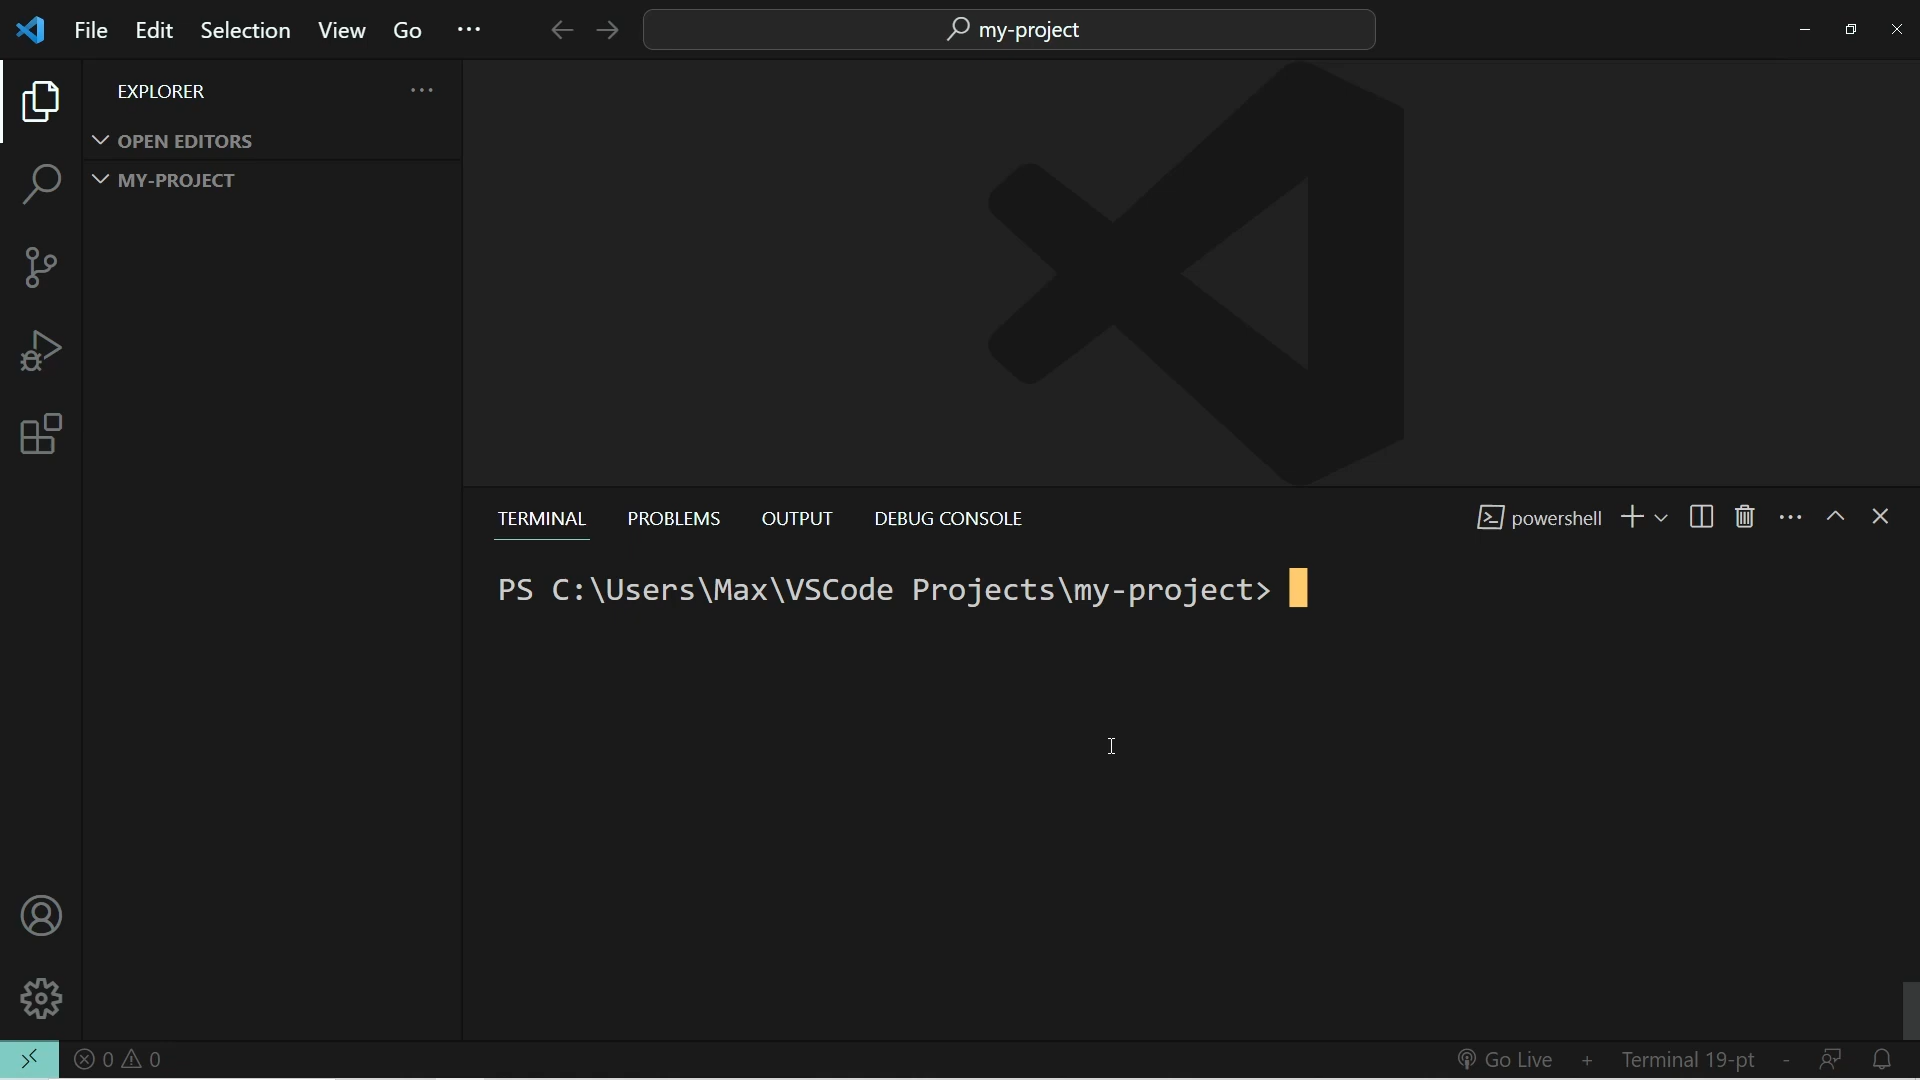 File Edit Selection View Go ··· my-project
EXPLORER ···
OPEN EDITORS
MY-PROJECT
TERMINAL PROBLEMS OUTPUT DEBUG CONSOLE powershell
PS C:\Users\Max\VSCode Projects\my-project>
0 0 Go Live + Terminal 19-pt -